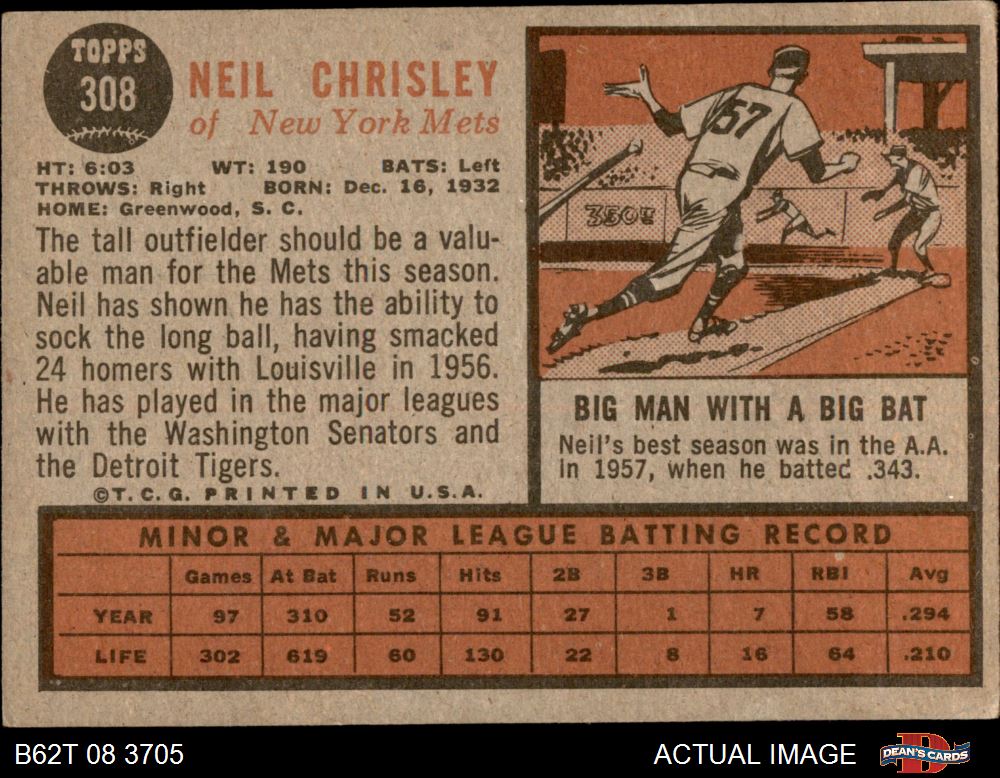 TOPPS
308
NEIL CHRISLEY
of New York Mets
HT: 6:03 WT: 190 BATS: Left
THROWS: Right BORN: Dec. 16, 1932
HOME: Greenwood, S. C.
The tall outfielder should be a valu-
able man for the Mets this season.
Neil has shown he has the ability to
sock the long ball, having smacked
24 homers with Louisville in 1956.
He has played in the major leagues
with the Washington Senators and
the Detroit Tigers.
©T. C. G. PRINTED IN U.S.A.
57
350FT
BIG MAN WITH A BIG BAT
Neil's best season was in the A.A.
in 1957, when he batted .343.
MINOR & MAJOR LEAGUE BATTING RECORD
Games At Bat Runs Hits 2B 3B HR RBI Avg
YEAR 97 310 52 91 27 1 7 58 .294
LIFE 302 619 60 130 22 8 16 64 .210
B62T 08 3705 ACTUAL IMAGE DEAN'S CARDS